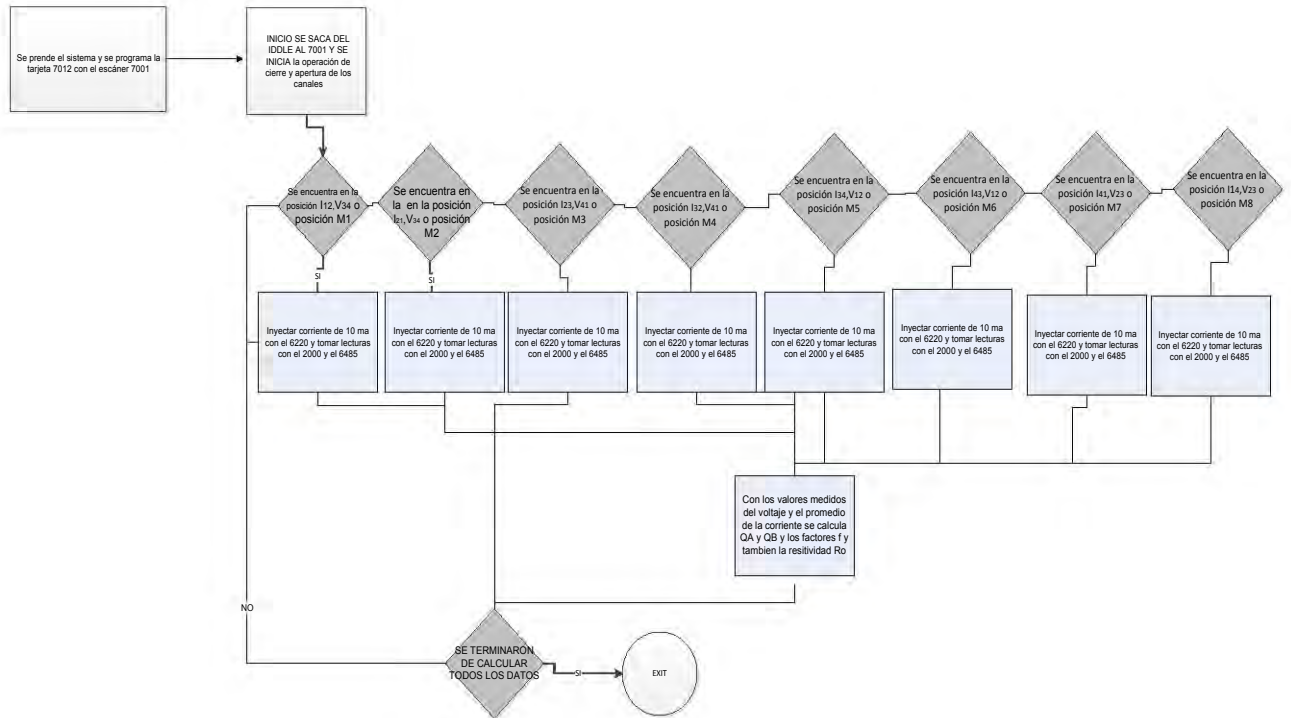 Se prende el sistema y se programa la
tarjeta 7012 con el escáner 7001
INICIO SE SACA DEL
IDDLE AL 7001 Y SE
INICIA la operación de
cierre y apertura de los
canales
Se encuentra en la
posición I12,V34 o
posición M1
Se encuentra en
la en la posición
I21,V34 o posición
M2
Se encuentra en la
posición I23,V41 o
posición M3
Se encuentra en la
posición I32,V41 o
posición M4
Se encuentra en la
posición I34,V12 o
posición M5
Se encuentra en la
posición I43,V12 o
posición M6
Se encuentra en la
posición I41,V23 o
posición M7
Se encuentra en la
posición I14,V23 o
posición M8
SI
SI
Inyectar corriente de 10 ma
con el 6220 y tomar lecturas
con el 2000 y el 6485
Inyectar corriente de 10 ma
con el 6220 y tomar lecturas
con el 2000 y el 6485
Inyectar corriente de 10 ma
con el 6220 y tomar lecturas
con el 2000 y el 6485
Inyectar corriente de 10 ma
con el 6220 y tomar lecturas
con el 2000 y el 6485
Inyectar corriente de 10 ma
con el 6220 y tomar lecturas
con el 2000 y el 6485
Inyectar corriente de 10 ma
con el 6220 y tomar lecturas
con el 2000 y el 6485
Inyectar corriente de 10 ma
con el 6220 y tomar lecturas
con el 2000 y el 6485
Inyectar corriente de 10 ma
con el 6220 y tomar lecturas
con el 2000 y el 6485
Con los valores medidos
del voltaje y el promedio
de la corriente se calcula
QA y QB y los factores f y
tambien la resitividad Ro
NO
SE TERMINARON
DE CALCULAR
TODOS LOS DATOS
SI
EXIT